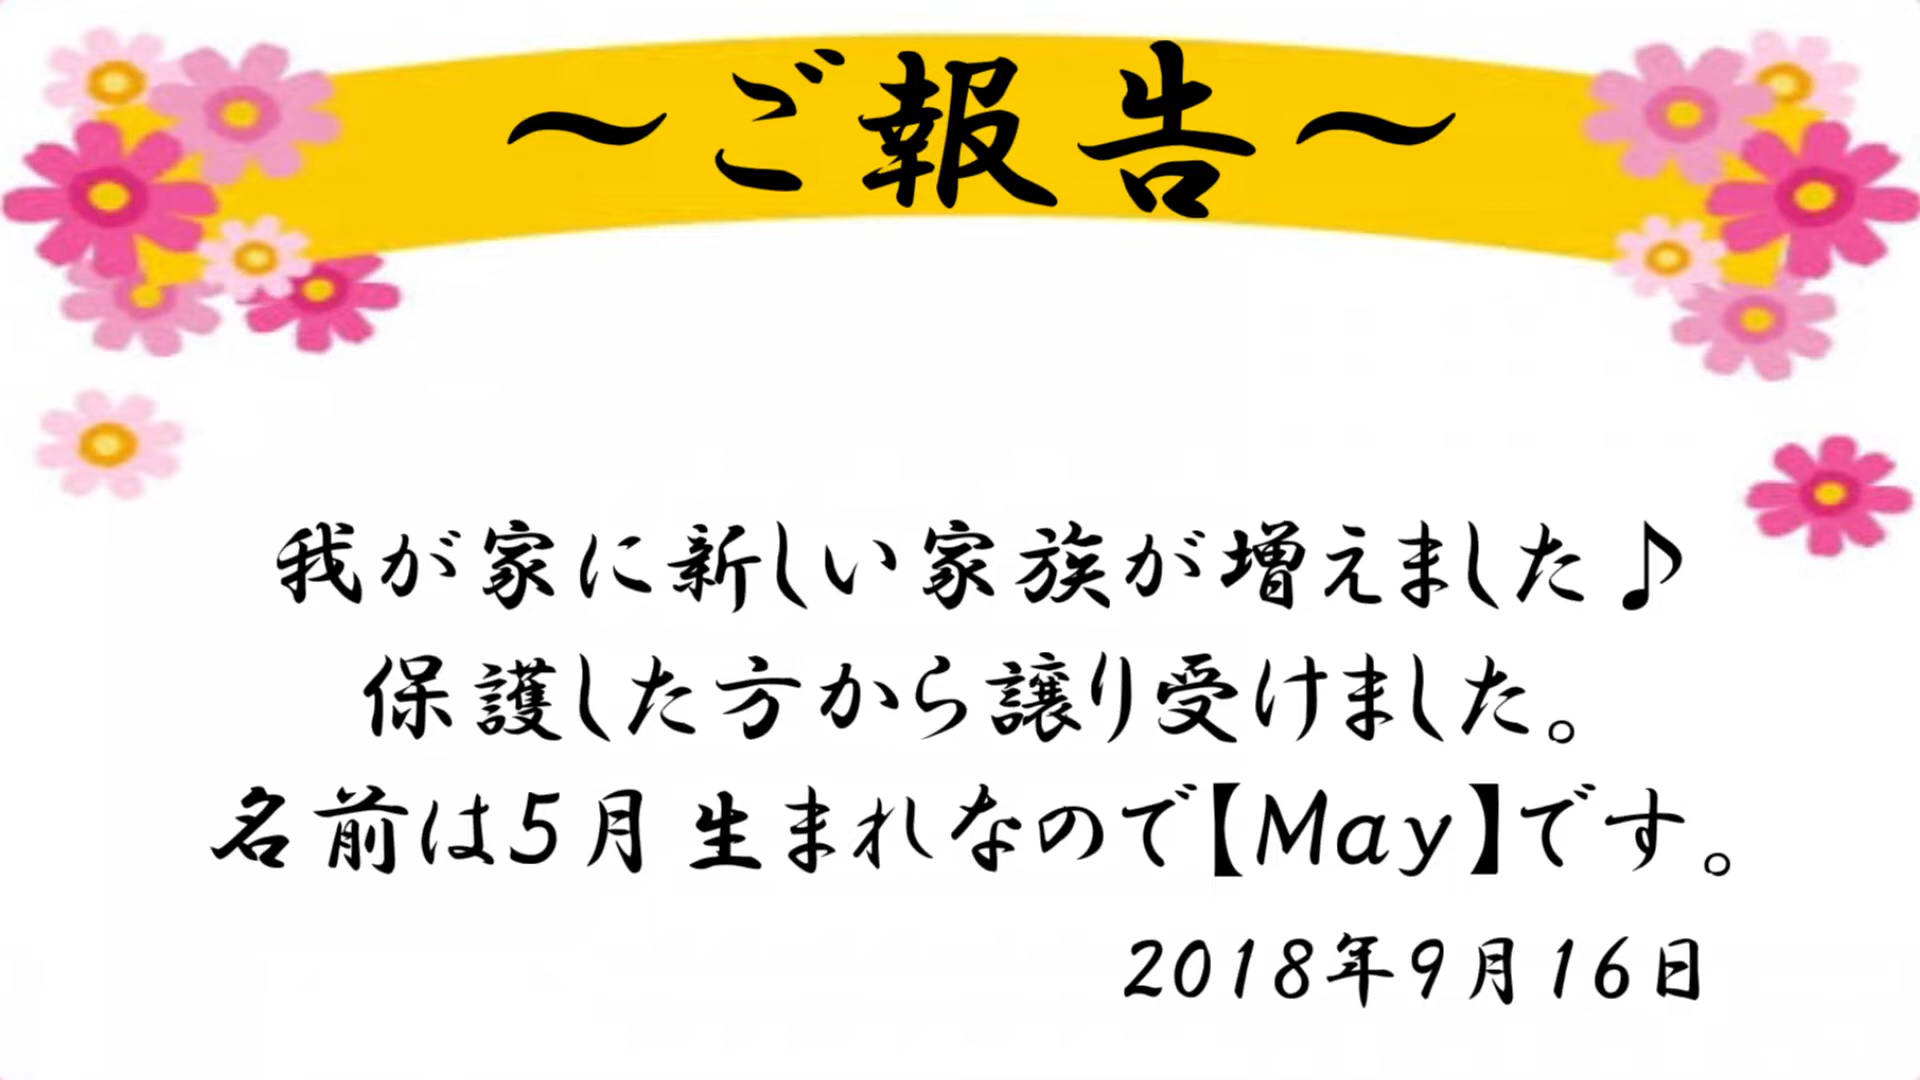 ～ご報告～
我が家に新しい家族が増えました♪
保護した方から譲り受けました。
名前は5月生まれなので【May】です。
2018年9月16日